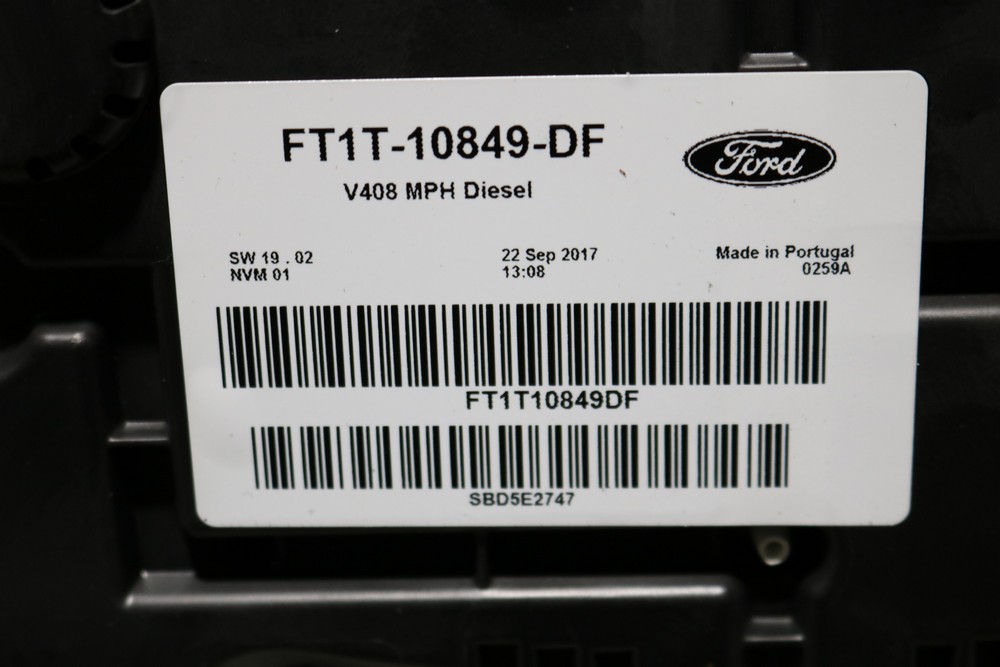 FT1T-10849-DF
Ford
V408 MPH Diesel
SW 19 . 02
NVM 01
22 Sep 2017
13:08
Made in Portugal
0259A
FT1T10849DF
SBD5E2747